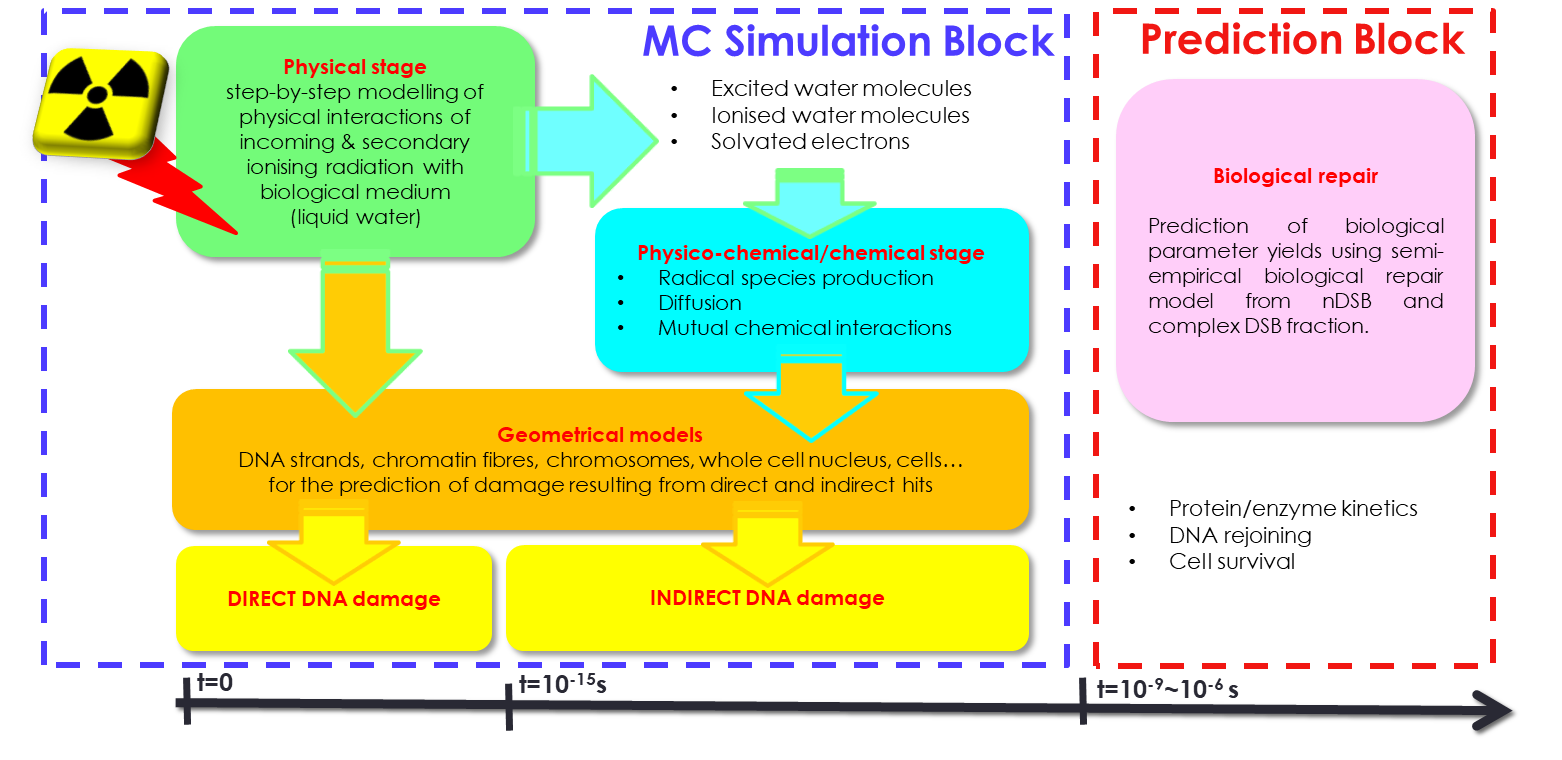 MC Simulation Block
Physical stage
step-by-step modelling of
physical interactions of
incoming & secondary
ionising radiation with
biological medium
(liquid water)
• Excited water molecules
• Ionised water molecules
• Solvated electrons
Physico-chemical/chemical stage
• Radical species production
• Diffusion
• Mutual chemical interactions
Geometrical models
DNA strands, chromatin fibres, chromosomes, whole cell nucleus, cells…
for the prediction of damage resulting from direct and indirect hits
DIRECT DNA damage
INDIRECT DNA damage
Prediction Block
Biological repair
Prediction of biological
parameter yields using semi-
empirical biological repair
model from nDSB and
complex DSB fraction.
• Protein/enzyme kinetics
• DNA rejoining
• Cell survival
t=0
t=10⁻¹⁵s
t=10⁻⁹~10⁻⁶ s